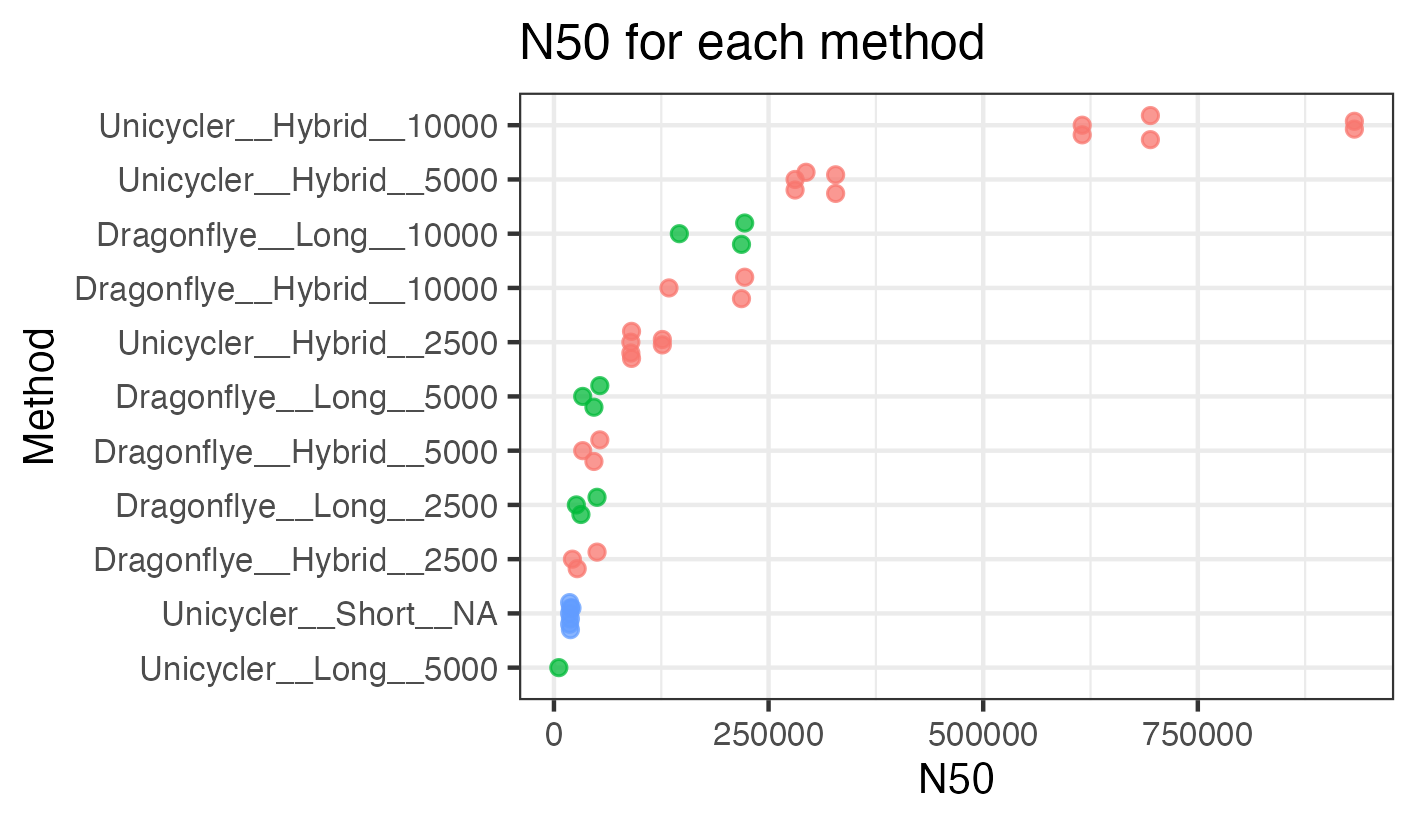 N50 for each method
Method
Unicycler__Hybrid__10000
Unicycler__Hybrid__5000
Dragonflye__Long__10000
Dragonflye__Hybrid__10000
Unicycler__Hybrid__2500
Dragonflye__Long__5000
Dragonflye__Hybrid__5000
Dragonflye__Long__2500
Dragonflye__Hybrid__2500
Unicycler__Short__NA
Unicycler__Long__5000
0 250000 500000 750000
N50